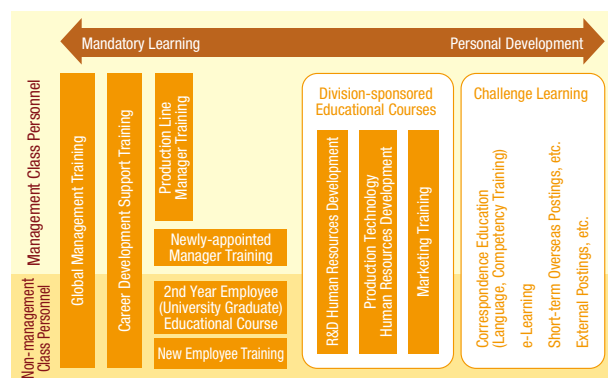 Mandatory Learning
Personal Development
Management Class Personnel
Non-management
Class Personnel
Global Management Training
Career Development Support Training
Production Line
Manager Training
Newly-appointed
Manager Training
2nd Year Employee
(University Graduate)
Educational Course
New Employee Training
Division-sponsored
Educational Courses
R&D Human Resources Development
Production Technology
Human Resources Development
Marketing Training
Challenge Learning
Correspondence Education
(Language, Competency Training)
e-Learning
Short-term Overseas Postings, etc.
External Postings, etc.